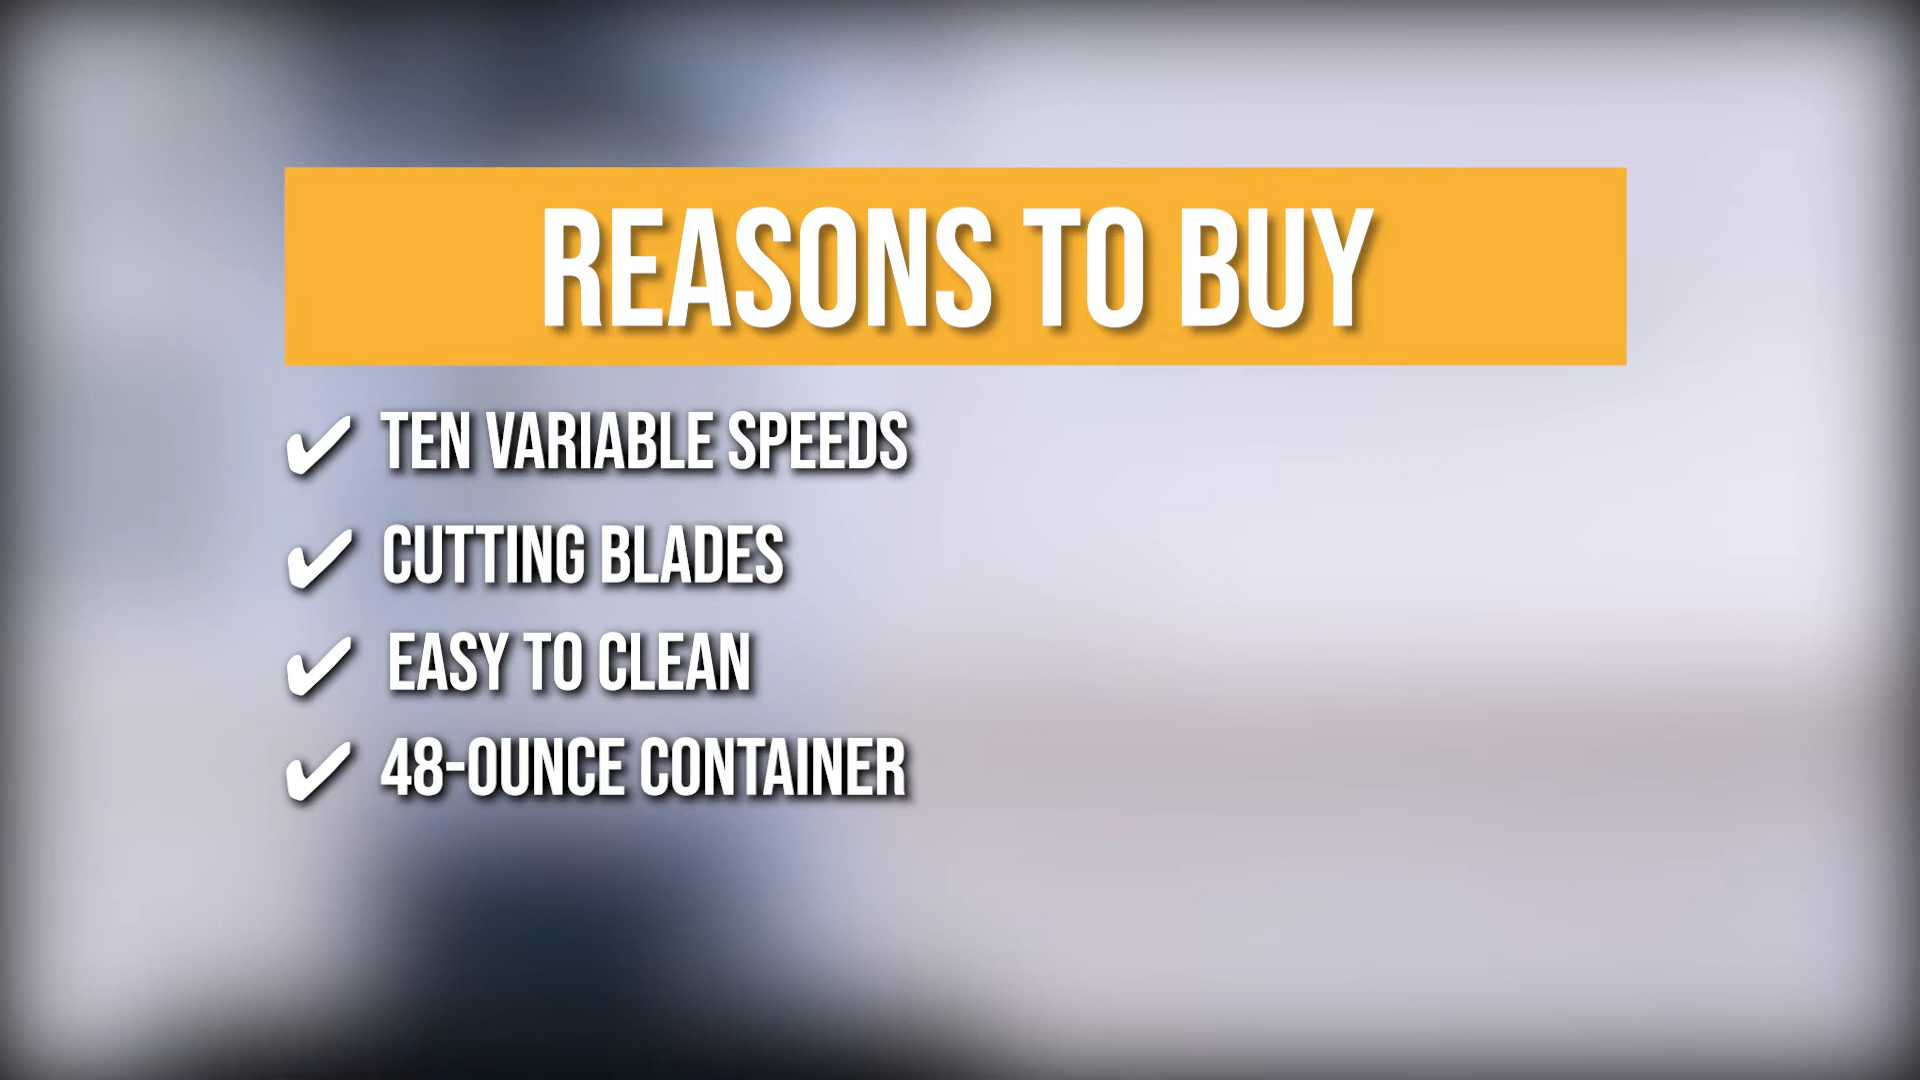 REASONS TO BUY
✔ TEN VARIABLE SPEEDS
✔ CUTTING BLADES
✔ EASY TO CLEAN
✔ 48-OUNCE CONTAINER